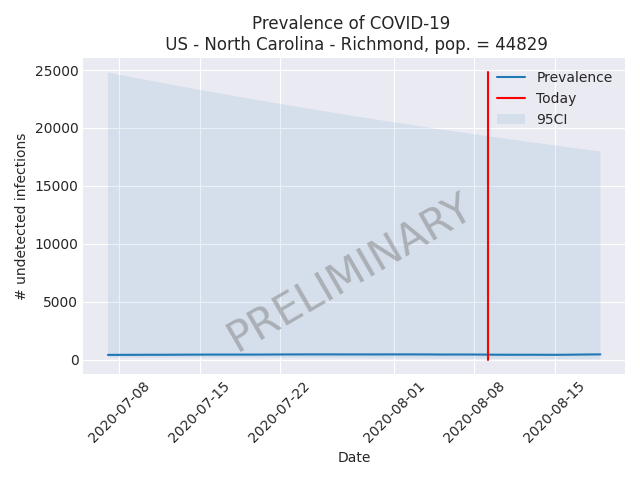 Prevalence of COVID-19
US - North Carolina - Richmond, pop. = 44829
25000
20000
15000
10000
5000
0
# undetected infections
Prevalence
Today
95CI
PRELIMINARY
2020-07-08
2020-07-15
2020-07-22
2020-08-01
2020-08-08
2020-08-15
Date